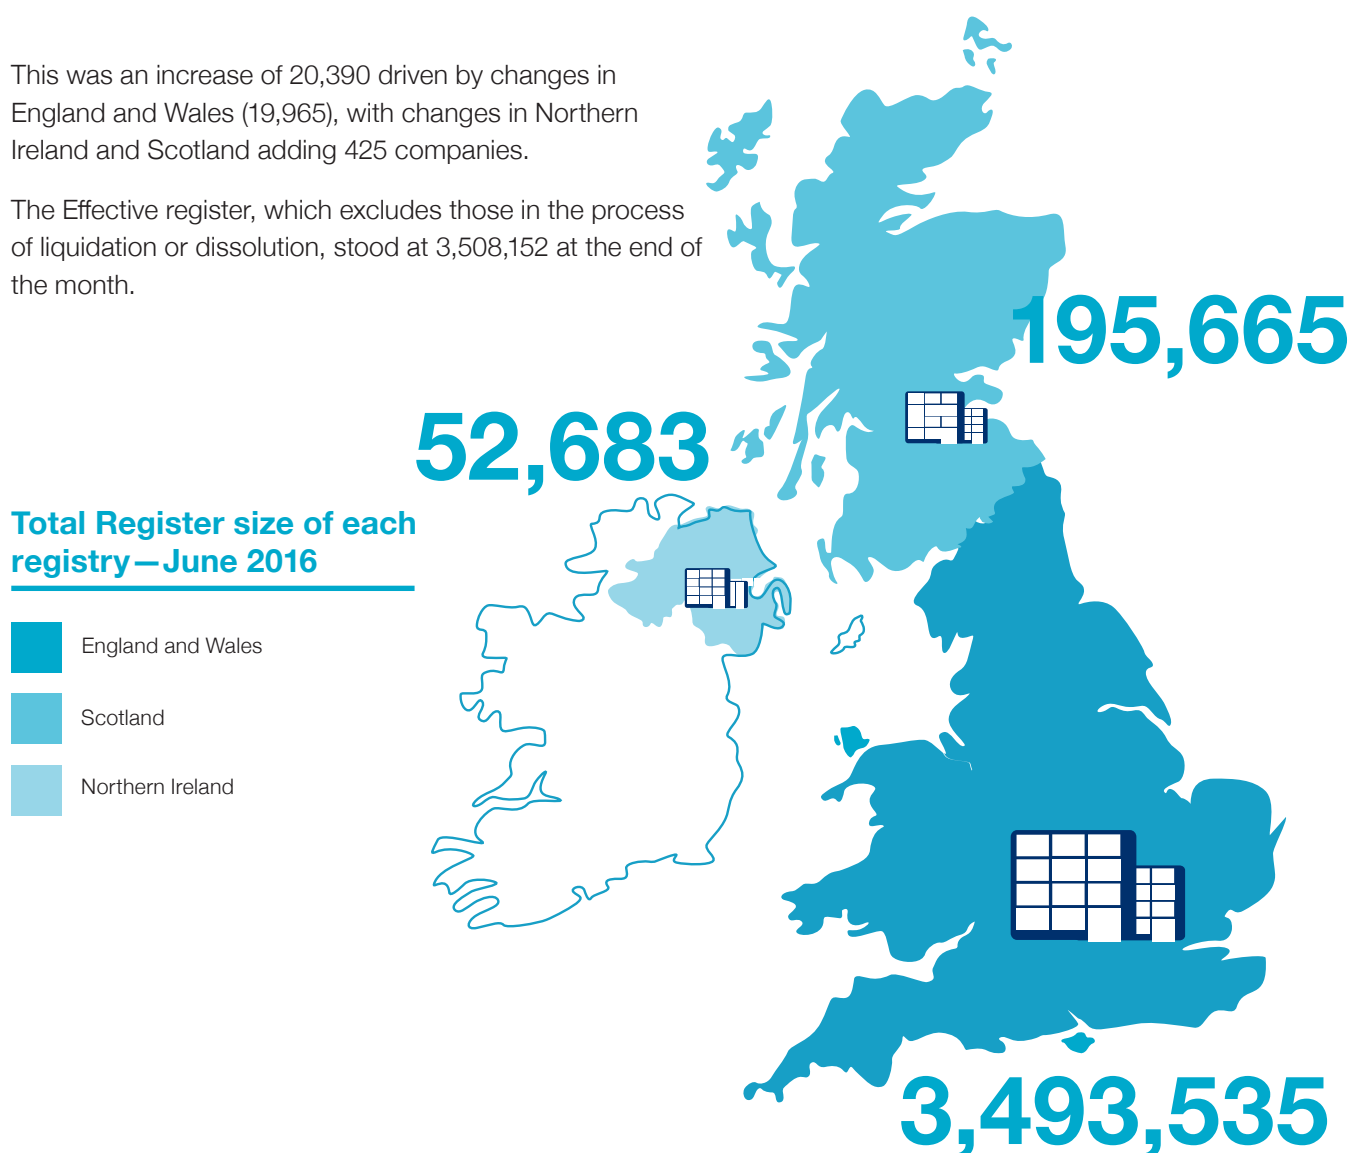 This was an increase of 20,390 driven by changes in
England and Wales (19,965), with changes in Northern
Ireland and Scotland adding 425 companies.
The Effective register, which excludes those in the process
of liquidation or dissolution, stood at 3,508,152 at the end of
the month.
195,665
52,683
Total Register size of each
registry—June 2016
England and Wales
Scotland
Northern Ireland
3,493,535